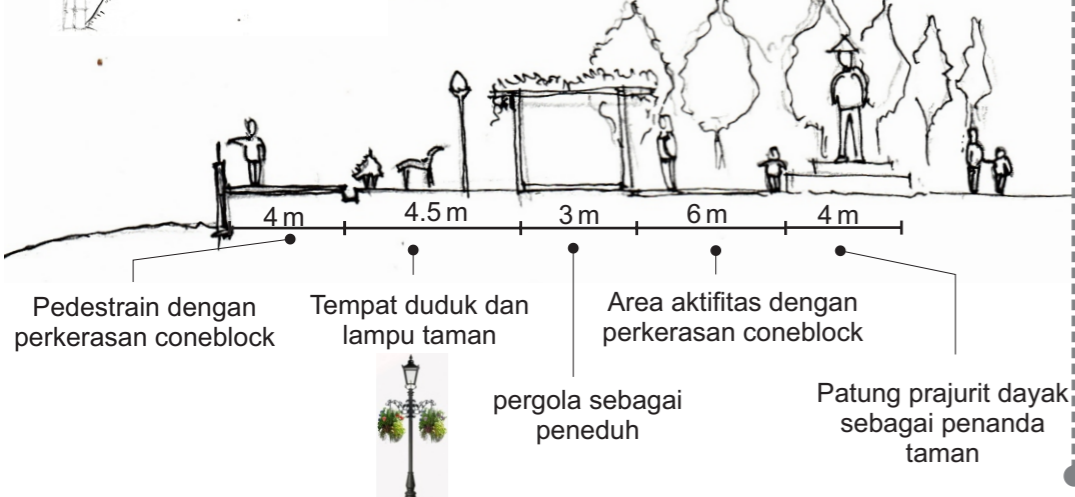 4 m
4.5 m
3 m
6 m
4 m
Pedestrain dengan
perkerasan coneblock
Tempat duduk dan
lampu taman
pergola sebagai
peneduh
Area aktifitas dengan
perkerasan coneblock
Patung prajurit dayak
sebagai penanda
taman